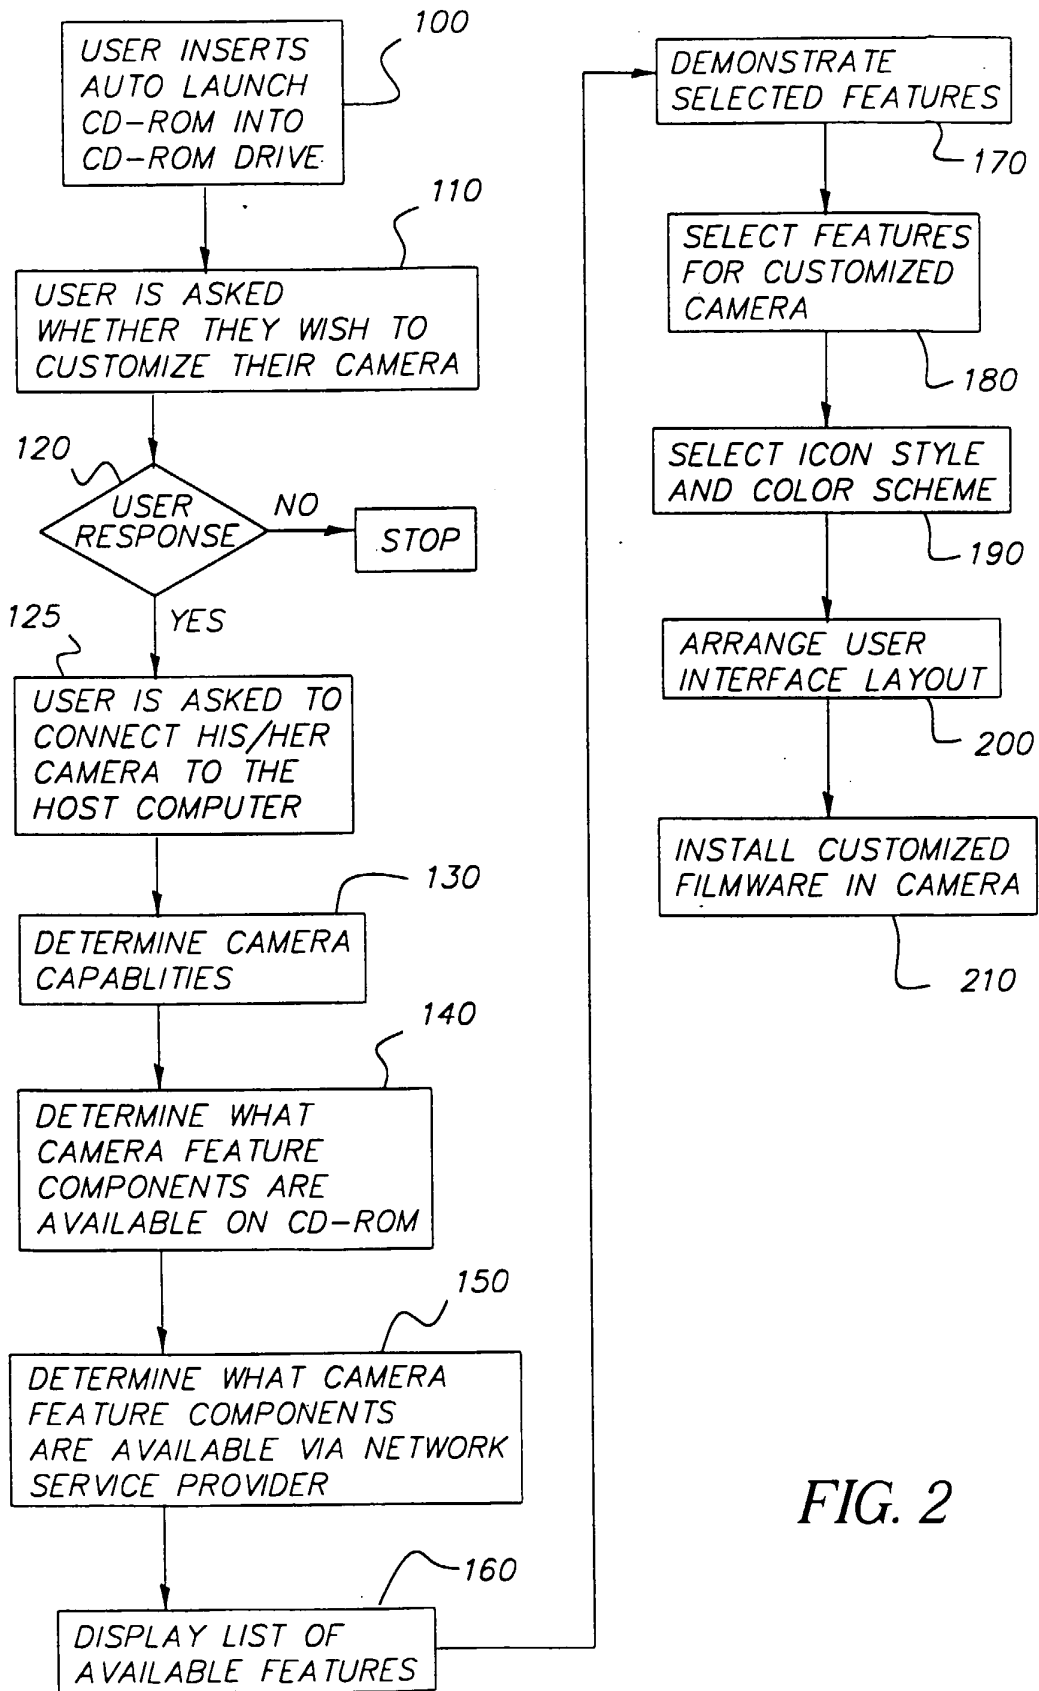 100
USER INSERTS
AUTO LAUNCH
CD-ROM INTO
CD-ROM DRIVE
110
USER IS ASKED
WHETHER THEY WISH TO
CUSTOMIZE THEIR CAMERA
120
USER
RESPONSE
NO
STOP
YES
125
USER IS ASKED TO
CONNECT HIS/HER
CAMERA TO THE
HOST COMPUTER
130
DETERMINE CAMERA
CAPABLITIES
140
DETERMINE WHAT
CAMERA FEATURE
COMPONENTS ARE
AVAILABLE ON CD-ROM
150
DETERMINE WHAT CAMERA
FEATURE COMPONENTS
ARE AVAILABLE VIA NETWORK
SERVICE PROVIDER
160
DISPLAY LIST OF
AVAILABLE FEATURES
DEMONSTRATE
SELECTED FEATURES
170
SELECT FEATURES
FOR CUSTOMIZED
CAMERA
180
SELECT ICON STYLE
AND COLOR SCHEME
190
ARRANGE USER
INTERFACE LAYOUT
200
INSTALL CUSTOMIZED
FILMWARE IN CAMERA
210
FIG. 2